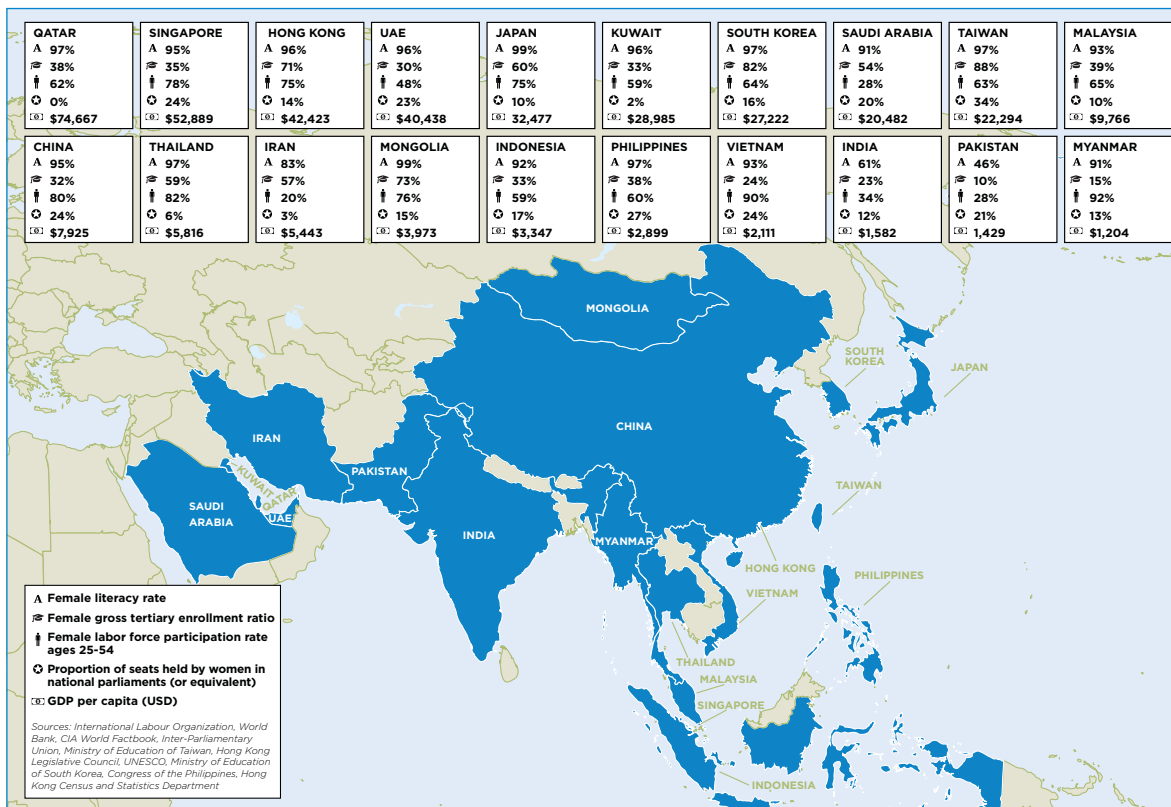 QATAR
A 97%
38%
62%
0%
$74,667
SINGAPORE
A 95%
35%
78%
24%
$52,889
HONG KONG
A 96%
71%
75%
14%
$42,423
UAE
A 96%
30%
48%
23%
$40,438
JAPAN
A 99%
60%
75%
10%
32,477
KUWAIT
A 96%
33%
59%
2%
$28,985
SOUTH KOREA
A 97%
82%
64%
16%
$27,222
SAUDI ARABIA
A 91%
54%
28%
20%
$20,482
TAIWAN
A 97%
88%
63%
34%
$22,294
MALAYSIA
A 93%
39%
65%
10%
$9,766
CHINA
A 95%
32%
80%
24%
$7,925
THAILAND
A 97%
59%
82%
6%
$5,816
IRAN
A 83%
57%
20%
3%
$5,443
MONGOLIA
A 99%
73%
76%
15%
$3,973
INDONESIA
A 92%
33%
59%
17%
$3,347
PHILIPPINES
A 97%
38%
60%
27%
$2,899
VIETNAM
A 93%
24%
90%
24%
$2,111
INDIA
A 61%
23%
34%
12%
$1,582
PAKISTAN
A 46%
10%
28%
21%
1,429
MYANMAR
A 91%
15%
92%
13%
$1,204
MONGOLIA
SOUTH
KOREA
JAPAN
CHINA
IRAN
PAKISTAN
KUWAIT
QATAR
SAUDI
ARABIA
UAE
TAIWAN
INDIA
MYANMAR
HONG KONG
PHILIPPINES
VIETNAM
THAILAND
MALAYSIA
SINGAPORE
INDONESIA
A Female literacy rate
Female gross tertiary enrollment ratio
Female labor force participation rate
ages 25-54
Proportion of seats held by women in
national parliaments (or equivalent)
GDP per capita (USD)
Sources: International Labour Organization, World
Bank, CIA World Factbook, Inter-Parliamentary
Union, Ministry of Education of Taiwan, Hong Kong
Legislative Council, UNESCO, Ministry of Education
of South Korea, Congress of the Philippines, Hong
Kong Census and Statistics Department